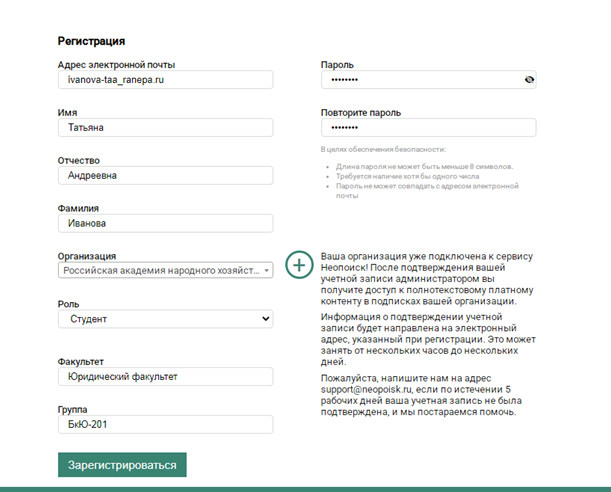 Регистрация
Адрес электронной почты
ivanova-taa_ranepa.ru
Имя
Татьяна
Отчество
Андреевна
Фамилия
Иванова
Организация
Российская академия народного хозяйст...
Роль
Студент
Факультет
Юридический факультет
Группа
БкЮ-201
Зарегистрироваться
Пароль
••••••••
Повторите пароль
••••••••
В целях обеспечения безопасности:
• Длина пароля не может быть меньше 8 символов.
• Требуется наличие хотя бы одного числа
• Пароль не может совпадать с адресом электронной
почты
Ваша организация уже подключена к сервису
Неопоиск! После подтверждения вашей
учетной записи администратором вы
получите доступ к полнотекстовому платному
контенту в подписках вашей организации.
Информация о подтверждении учетной
записи будет направлена на электронный
адрес, указанный при регистрации. Это может
занять от нескольких часов до нескольких
дней.
Пожалуйста, напишите нам на адрес
support@neopoisk.ru, если по истечении 5
рабочих дней ваша учетная запись не была
подтверждена, и мы постараемся помочь.